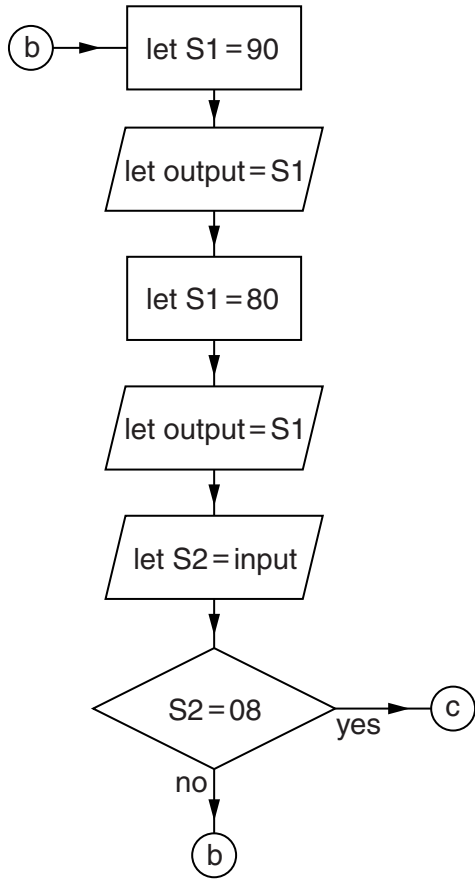 b
let S1=90
let output=S1
let S1=80
let output=S1
let S2=input
S2=08
yes
c
no
b